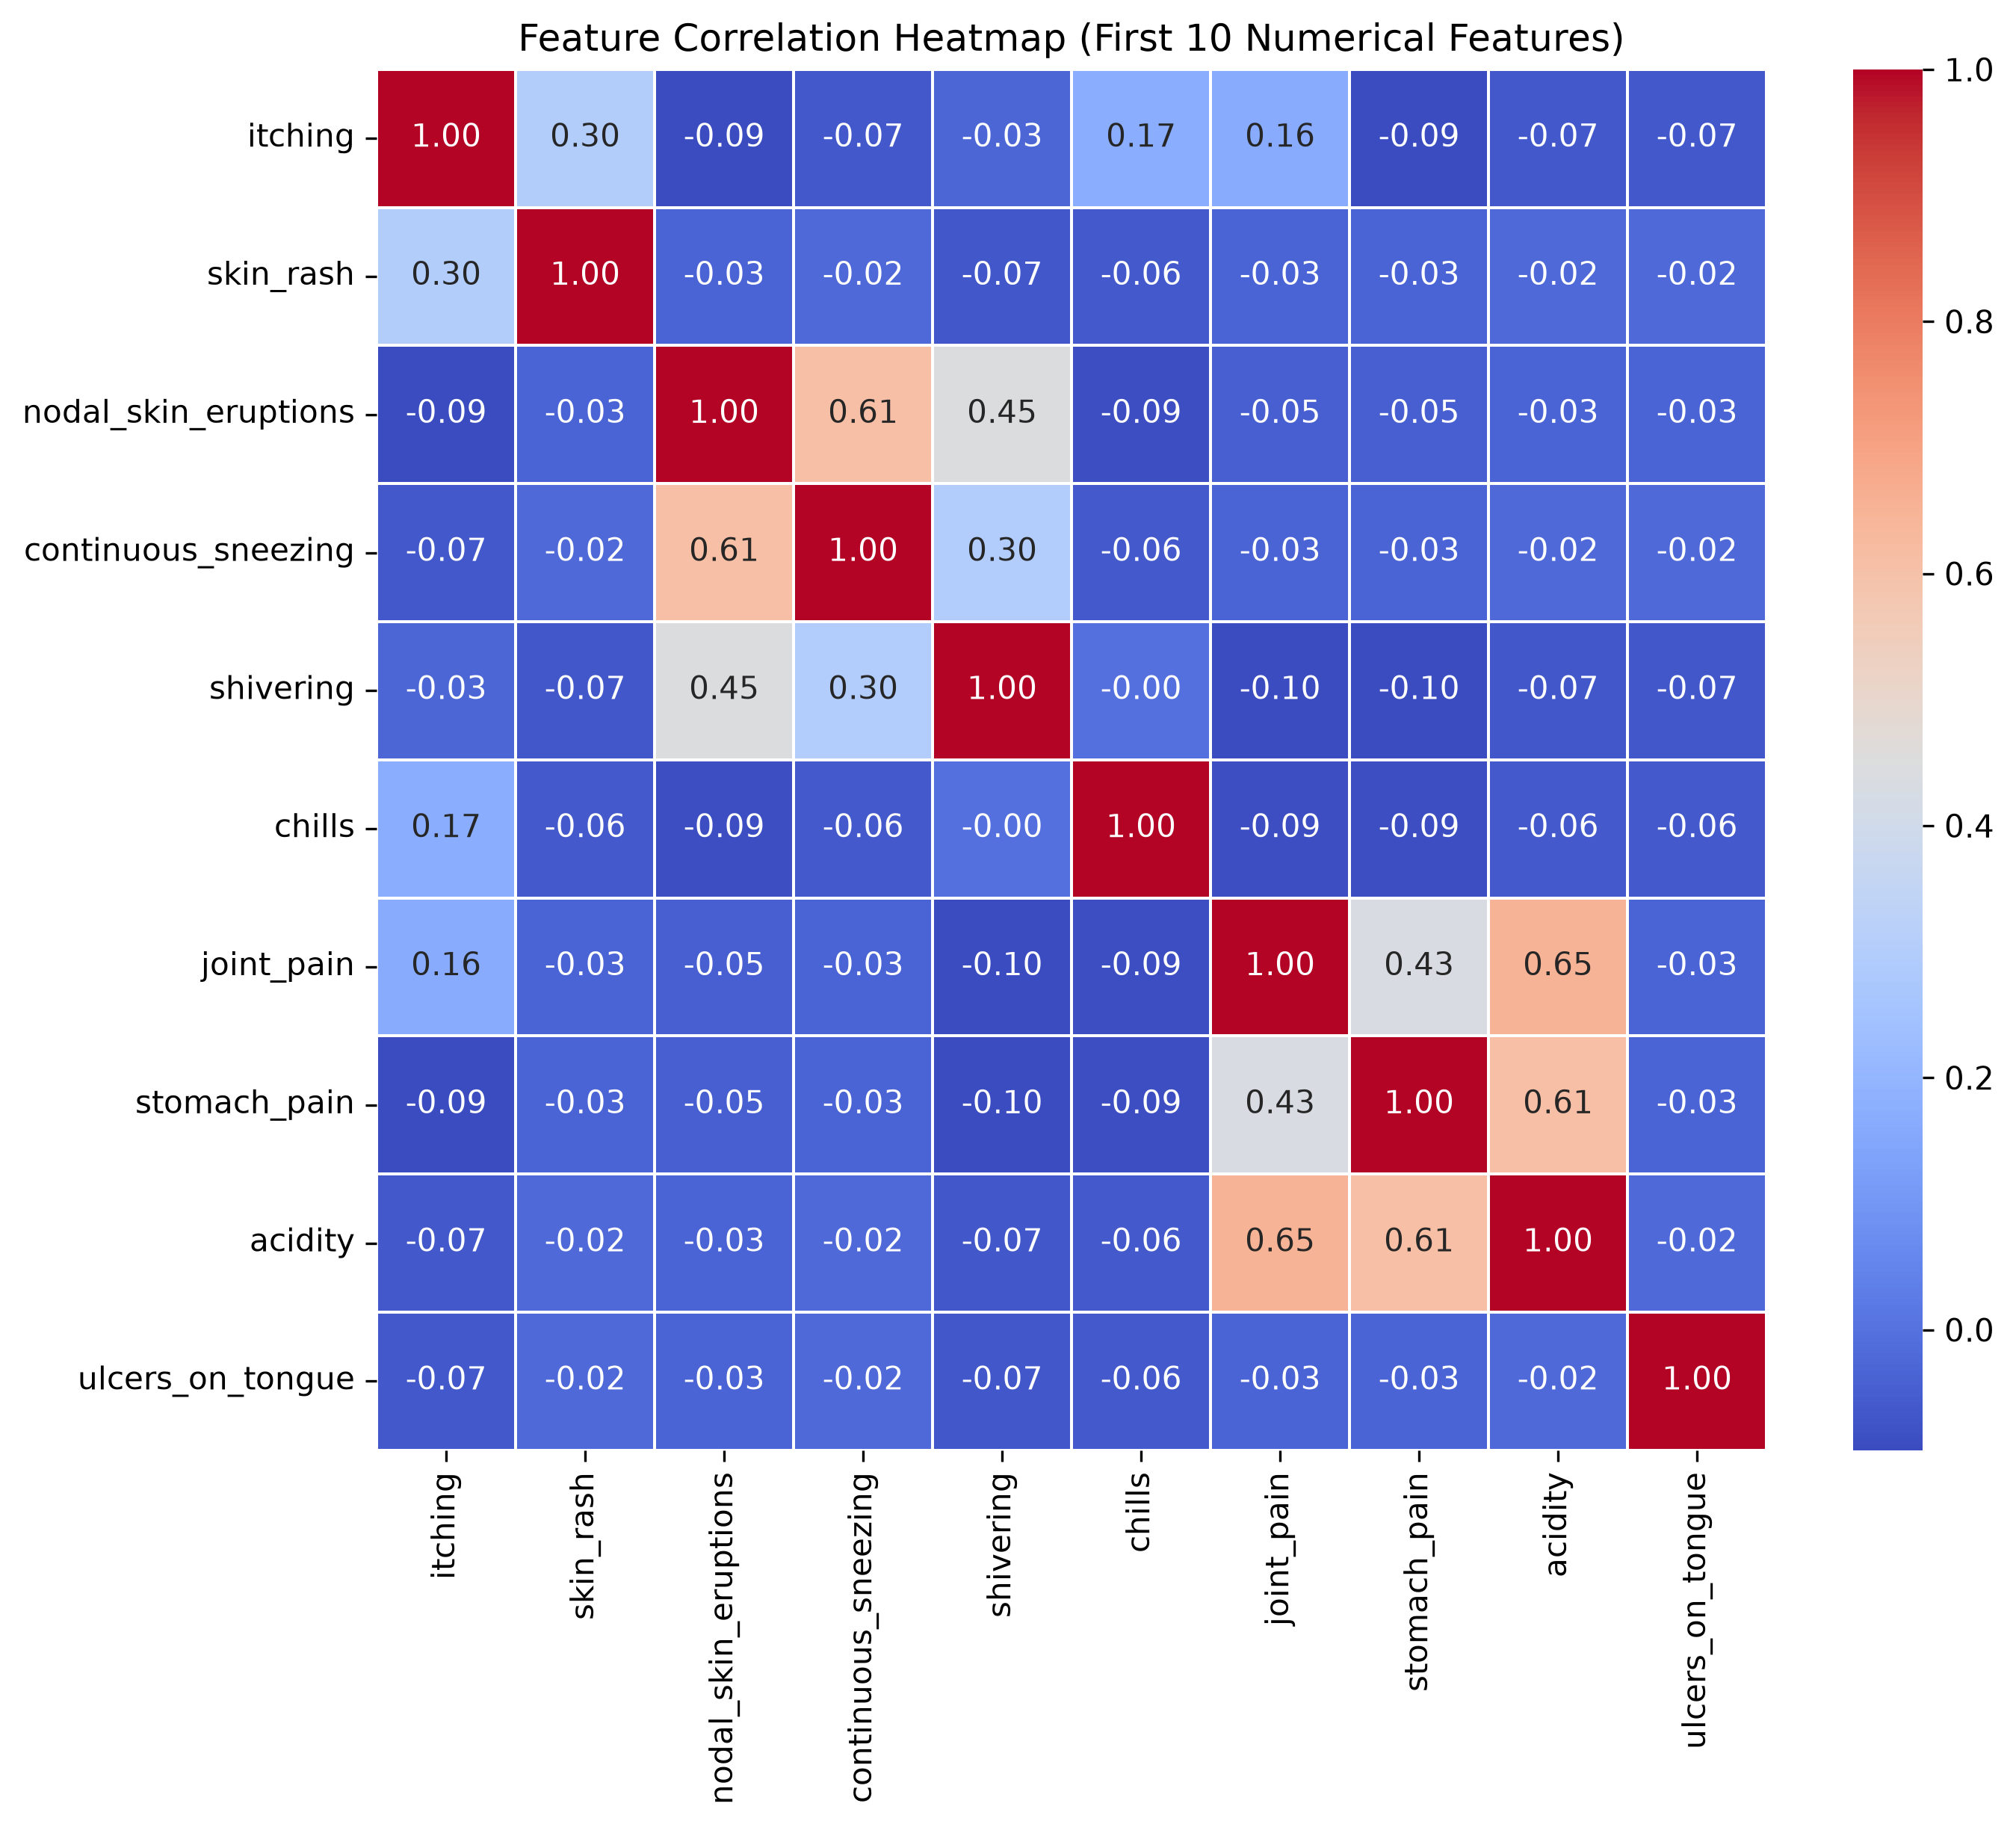 Feature Correlation Heatmap (First 10 Numerical Features)
itching 1.00 0.30 -0.09 -0.07 -0.03 0.17 0.16 -0.09 -0.07 -0.07
skin_rash 0.30 1.00 -0.03 -0.02 -0.07 -0.06 -0.03 -0.03 -0.02 -0.02
nodal_skin_eruptions -0.09 -0.03 1.00 0.61 0.45 -0.09 -0.05 -0.05 -0.03 -0.03
continuous_sneezing -0.07 -0.02 0.61 1.00 0.30 -0.06 -0.03 -0.03 -0.02 -0.02
shivering -0.03 -0.07 0.45 0.30 1.00 -0.00 -0.10 -0.10 -0.07 -0.07
chills 0.17 -0.06 -0.09 -0.06 -0.00 1.00 -0.09 -0.09 -0.06 -0.06
joint_pain 0.16 -0.03 -0.05 -0.03 -0.10 -0.09 1.00 0.43 0.65 -0.03
stomach_pain -0.09 -0.03 -0.05 -0.03 -0.10 -0.09 0.43 1.00 0.61 -0.03
acidity -0.07 -0.02 -0.03 -0.02 -0.07 -0.06 0.65 0.61 1.00 -0.02
ulcers_on_tongue -0.07 -0.02 -0.03 -0.02 -0.07 -0.06 -0.03 -0.03 -0.02 1.00
itching
skin_rash
nodal_skin_eruptions
continuous_sneezing
shivering
chills
joint_pain
stomach_pain
acidity
ulcers_on_tongue
1.0
0.8
0.6
0.4
0.2
0.0